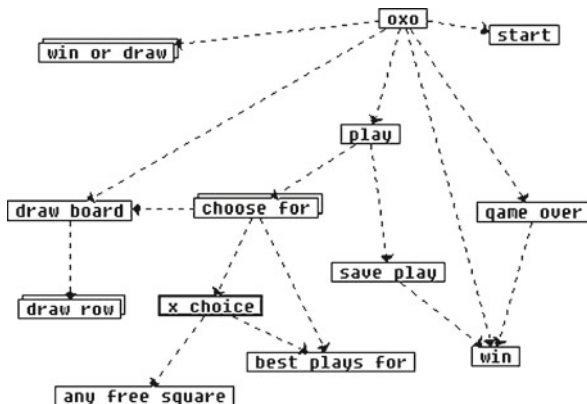 oxo
start
win or draw
play
draw board
choose for
game over
save play
draw row
x choice
best plays for
win
any free square